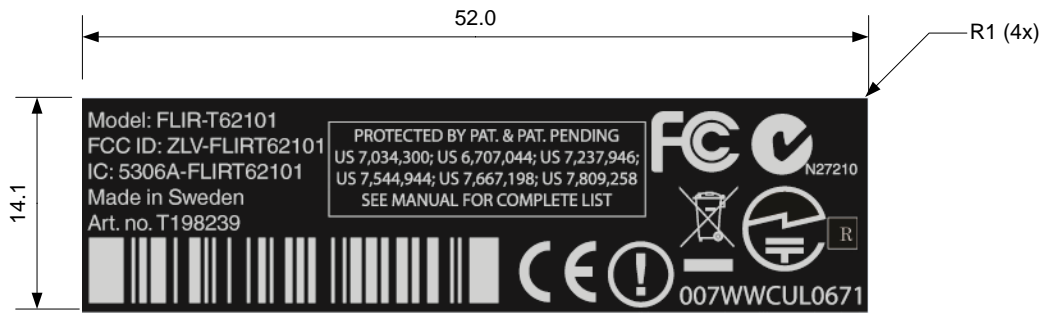 52.0
R1 (4x)
14.1
Model: FLIR-T62101
FCC ID: ZLV-FLIRT62101
IC: 5306A-FLIRT62101
Made in Sweden
Art. no. T198239
PROTECTED BY PAT. & PAT. PENDING
US 7,034,300; US 6,707,044; US 7,237,946;
US 7,544,944; US 7,667,198; US 7,809,258
SEE MANUAL FOR COMPLETE LIST
FC
N27210
R
CE
!
007WWCUL0671